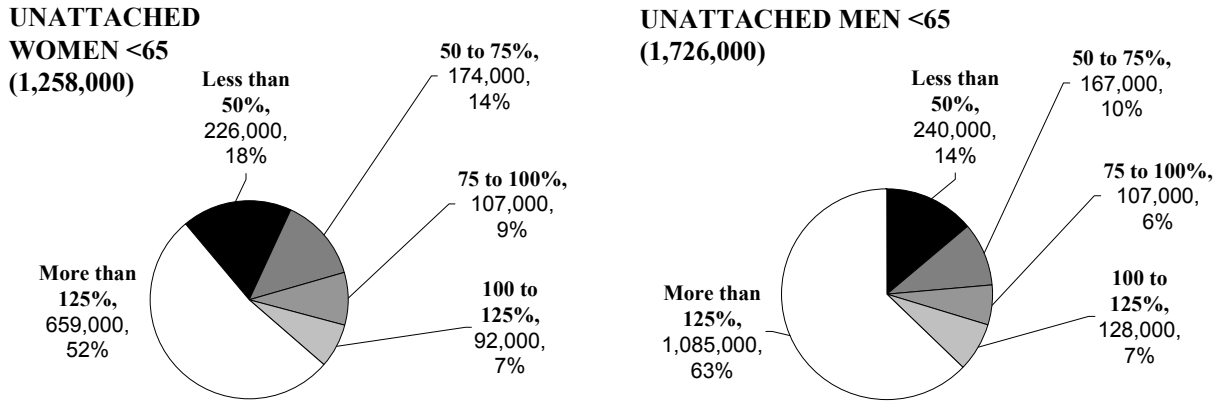 UNATTACHED
WOMEN <65
(1,258,000)
Less than
50%,
226,000,
18%
50 to 75%,
174,000,
14%
75 to 100%,
107,000,
9%
100 to
125%,
92,000,
7%
More than
125%,
659,000,
52%
UNATTACHED MEN <65
(1,726,000)
Less than
50%,
240,000,
14%
50 to 75%,
167,000,
10%
75 to 100%,
107,000,
6%
100 to
125%,
128,000,
7%
More than
125%,
1,085,000,
63%